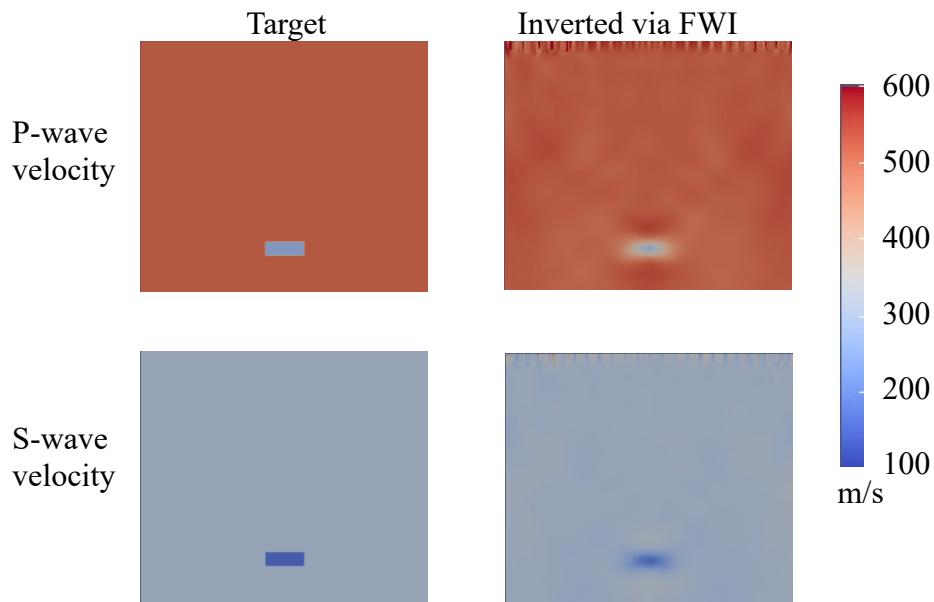 Target
Inverted via FWI
P-wave
velocity
S-wave
velocity
600
500
400
300
200
100
m/s